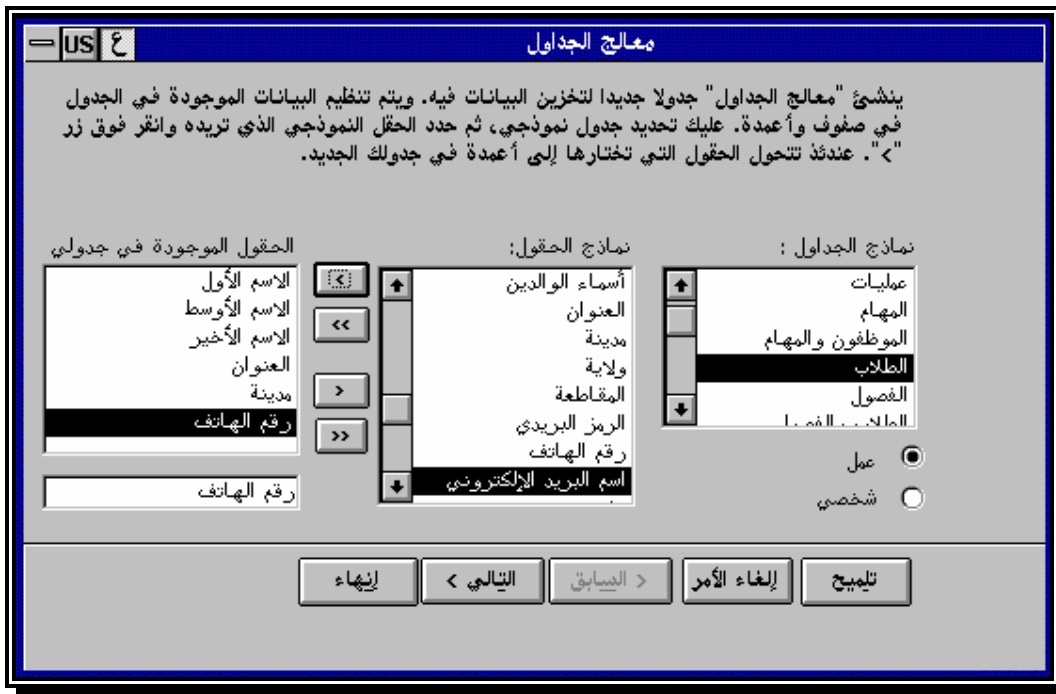 معالج الجداول
US ع
ينشئ "معالج الجداول" جدولا جديدا لتخزين البيانات فيه. ويتم تنظيم البيانات الموجودة في الجدول
في صفوف وأعمدة. عليك تحديد جدول نموذجي، ثم حدد الحقل النموذجي الذي تريده وانقر فوق زر
">". عندئذ تتحول الحقول التي تختارها إلى أعمدة في جدولك الجديد.
نماذج الجداول :
عمليات
المهام
الموظفون والمهام
الطلاب
الفصول
عمل
شخصي
نماذج الحقول:
أسماء الوالدين
العنوان
مدينة
ولاية
المقاطعة
الرمز البريدي
رقم الهاتف
اسم البريد الإلكتروني
<
<<
>
>>
الحقول الموجودة في جدولي
الاسم الأول
الاسم الأوسط
الاسم الأخير
العنوان
مدينة
رقم الهاتف
رقم الهاتف
تلميح
إلغاء الأمر
< السابق
التالي >
إنهاء